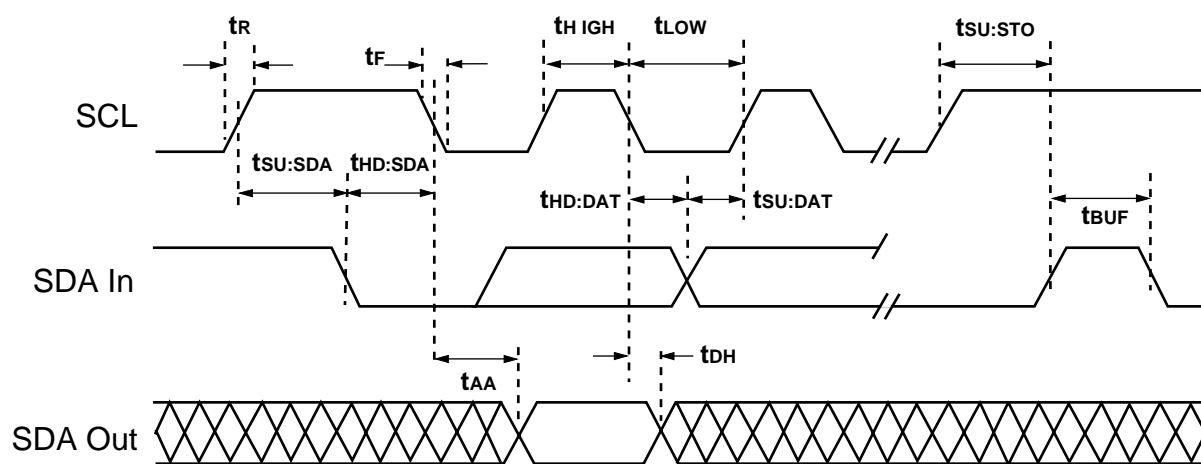 tR
tF
tH IGH
tLOW
tSU:STO
SCL
tSU:SDA
tHD:SDA
tHD:DAT
tSU:DAT
tBUF
SDA In
tAA
tDH
SDA Out